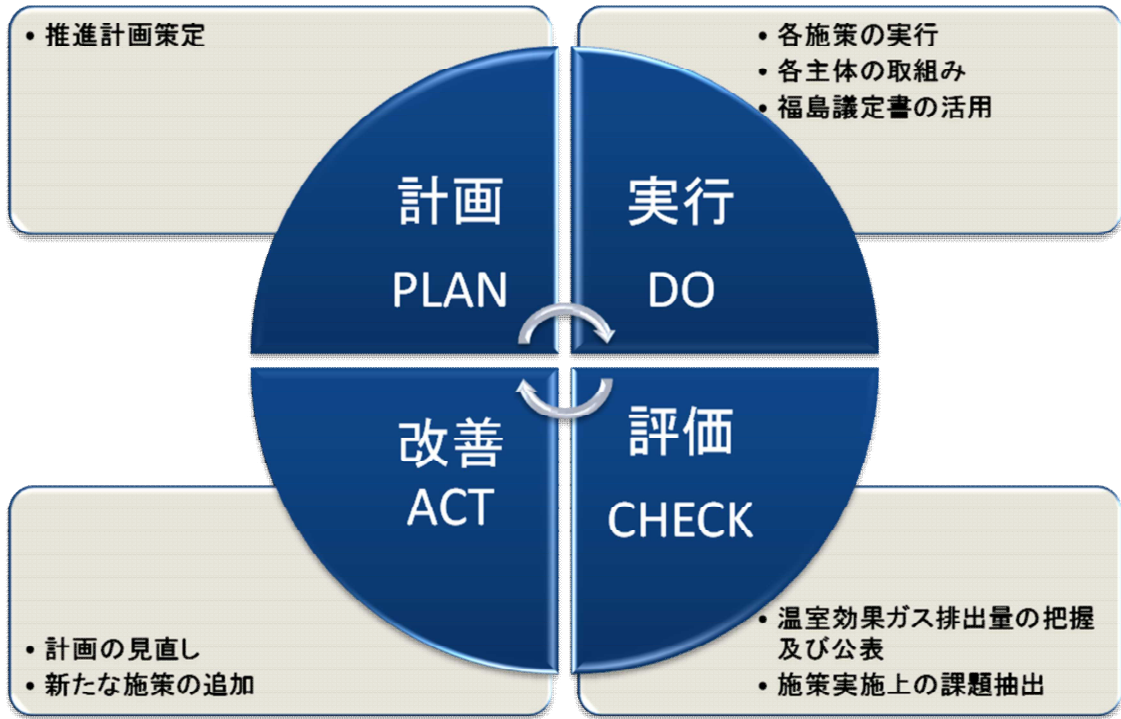 • 推進計画策定
• 各施策の実行
• 各主体の取組み
• 福島議定書の活用
計画
PLAN
実行
DO
改善
ACT
評価
CHECK
• 計画の見直し
• 新たな施策の追加
• 温室効果ガス排出量の把握
及び公表
• 施策実施上の課題抽出